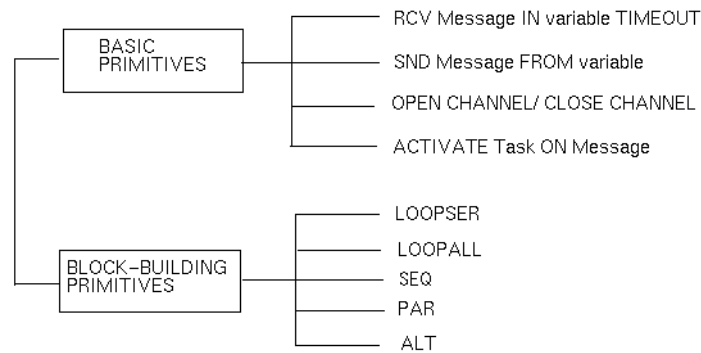 BASIC
PRIMITIVES
RCV Message IN variable TIMEOUT
SND Message FROM variable
OPEN CHANNEL/ CLOSE CHANNEL
ACTIVATE Task ON Message
BLOCK-BUILDING
PRIMITIVES
LOOPSER
LOOPALL
SEQ
PAR
ALT